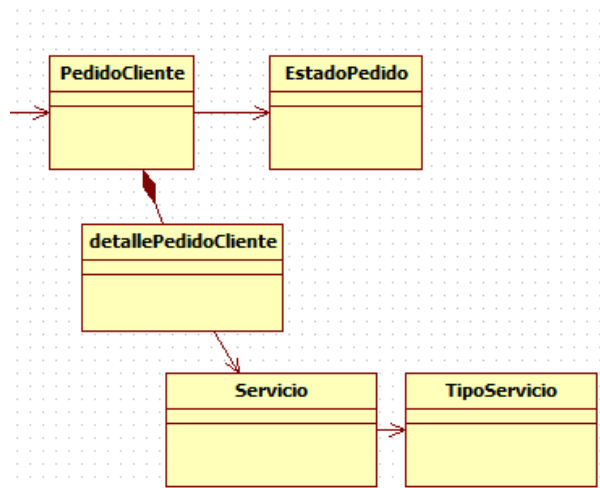 PedidoCliente
EstadoPedido
detallePedidoCliente
Servicio
TipoServicio